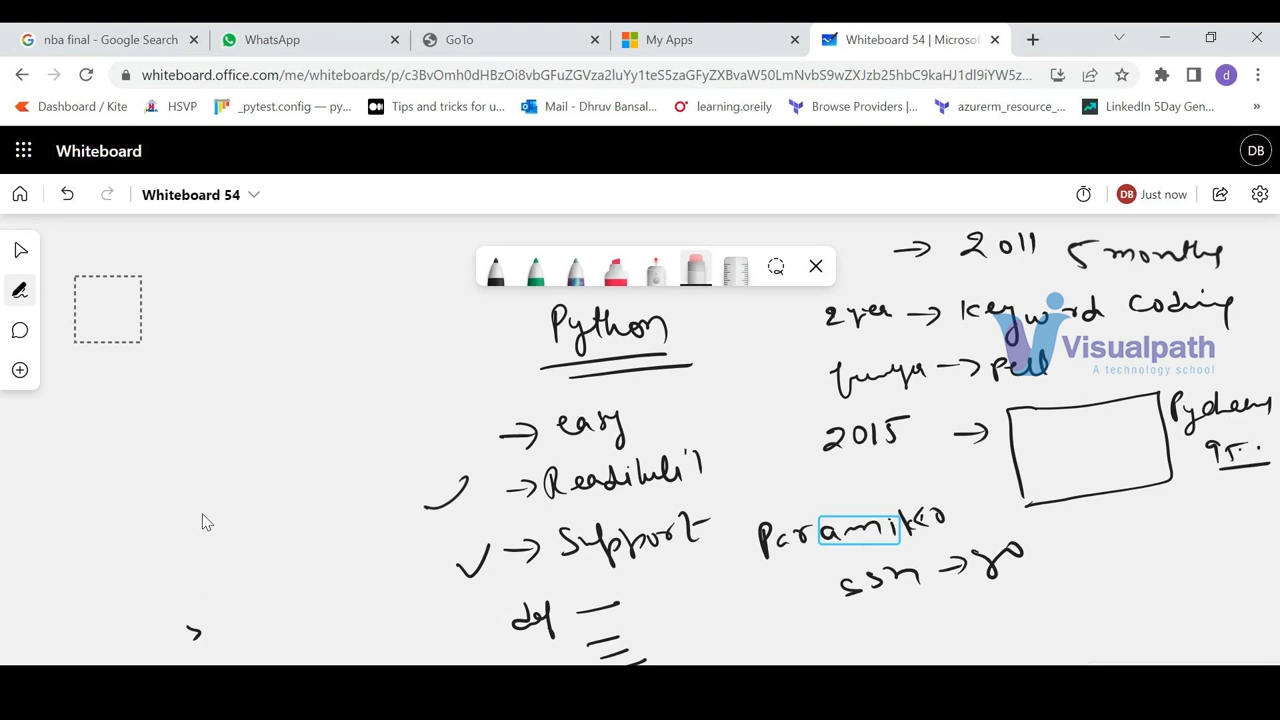 nba final - Google Search
WhatsApp
GoTo
My Apps
Whiteboard 54 | Microsof
whiteboard.office.com/me/whiteboards/p/c3BvOmh0dHBzOi8vbGFuZGVza2luYy1teS5zaGFyZXBvaW50LmNvbS9wZXJzb25hbC9kaHJ1dl9iYW5z...
d
Dashboard / Kite
HSVP
_pytest.config — py...
Tips and tricks for u...
Mail - Dhruv Bansal...
learning.oreily
Browse Providers |...
azurerm_resource_...
LinkedIn 5Day Gen...
»
Whiteboard
DB
Whiteboard 54
DB Just now
→ 2011 5 months
Python
2 year → keyword coding
Visualpath
A technology school
→ easy
2015 →
→ Support
Paramiko
def